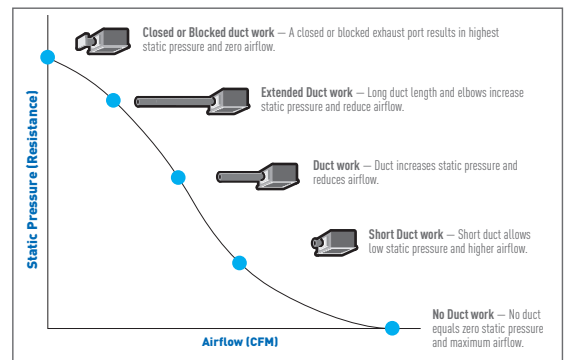 Closed or Blocked duct work — A closed or blocked exhaust port results in highest
static pressure and zero airflow.
Extended Duct work — Long duct length and elbows increase
static pressure and reduce airflow.
Duct work — Duct increases static pressure and
reduces airflow.
Short Duct work — Short duct allows
low static pressure and higher airflow.
No Duct work — No duct
equals zero static pressure
and maximum airflow.
Static Pressure (Resistance)
Airflow (CFM)